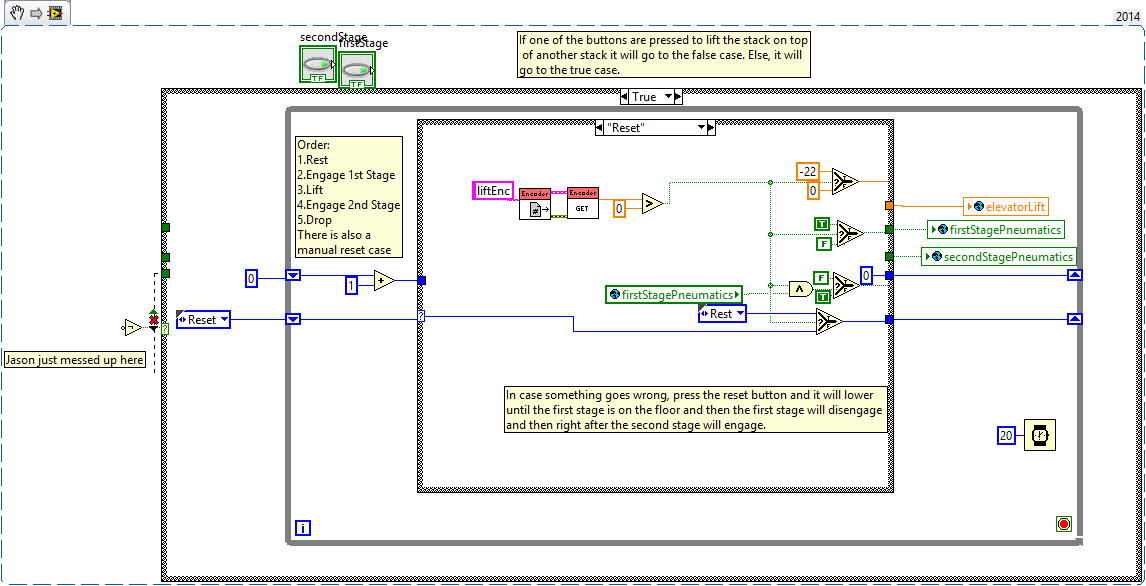 2014
secondStage
firstStage
TF
TF
If one of the buttons are pressed to lift the stack on top
of another stack it will go to the false case. Else, it will
go to the true case.
True
"Reset"
Order:
1.Rest
2.Engage 1st Stage
3.Lift
4.Engage 2nd Stage
5.Drop
There is also a
manual reset case
liftEnc
Encoder
Encoder
GET
0
>
-22
0
? T F
elevatorLift
T
F
? T F
firstStagePneumatics
secondStagePneumatics
0
1
+
firstStagePneumatics
Λ
F
T
? T F
0
Reset
?
Rest
? T F
?
Jason just messed up here
In case something goes wrong, press the reset button and it will lower
until the first stage is on the floor and then the first stage will disengage
and then right after the second stage will engage.
20
i